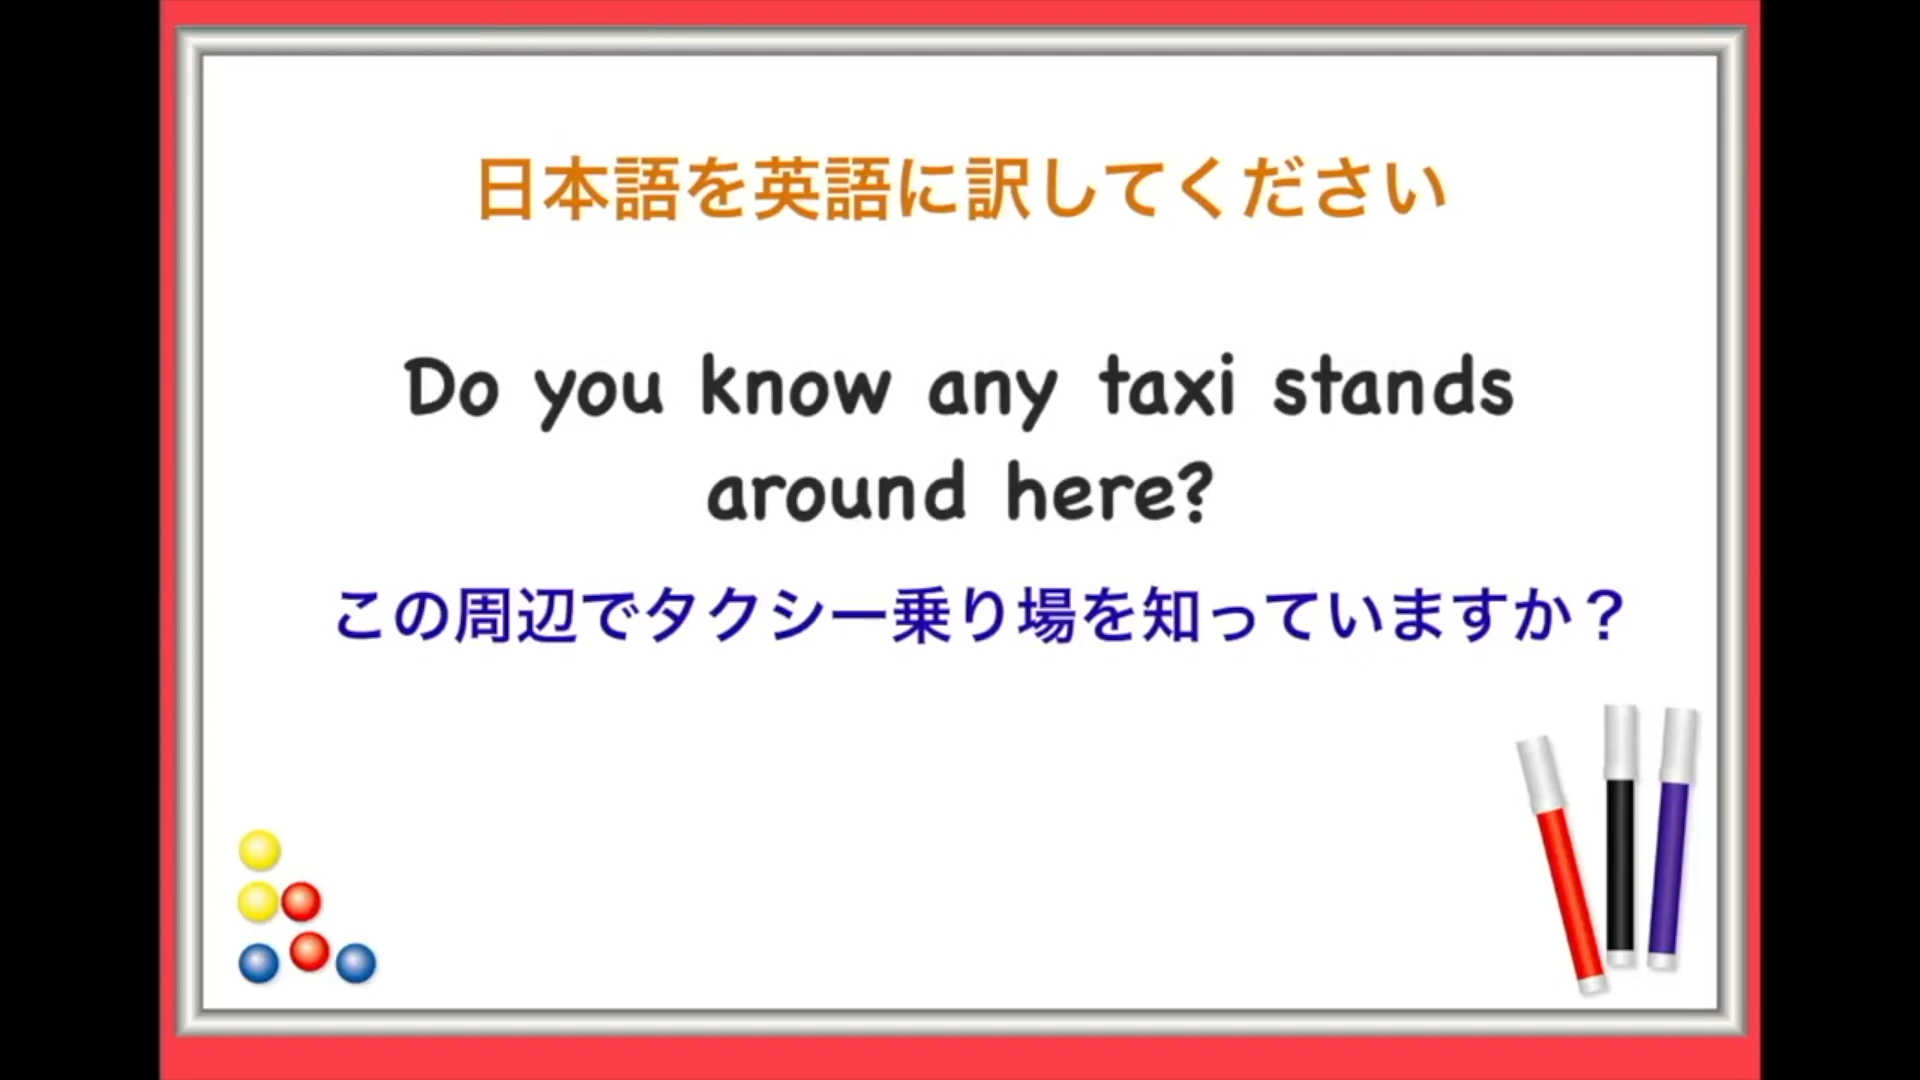 日本語を英語に訳してください
Do you know any taxi stands
around here?
この周辺でタクシー乗り場を知っていますか？